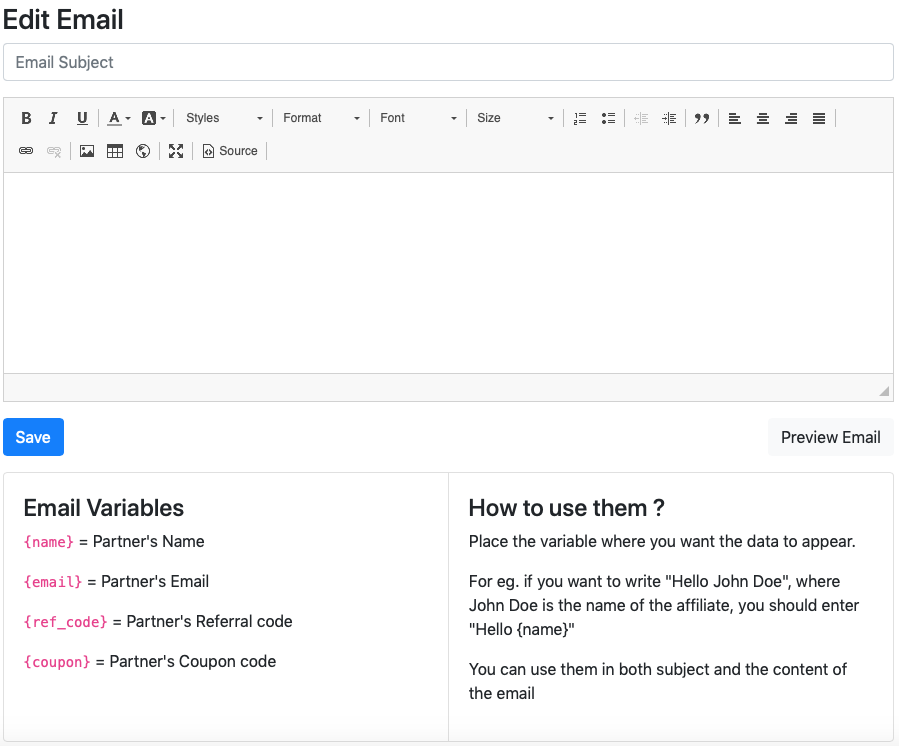 Edit Email
Email Subject
B I U A A Styles Format Font Size
Source
Save
Preview Email
Email Variables
{name} = Partner's Name
{email} = Partner's Email
{ref_code} = Partner's Referral code
{coupon} = Partner's Coupon code
How to use them ?
Place the variable where you want the data to appear.
For eg. if you want to write "Hello John Doe", where
John Doe is the name of the affiliate, you should enter
"Hello {name}"
You can use them in both subject and the content of
the email